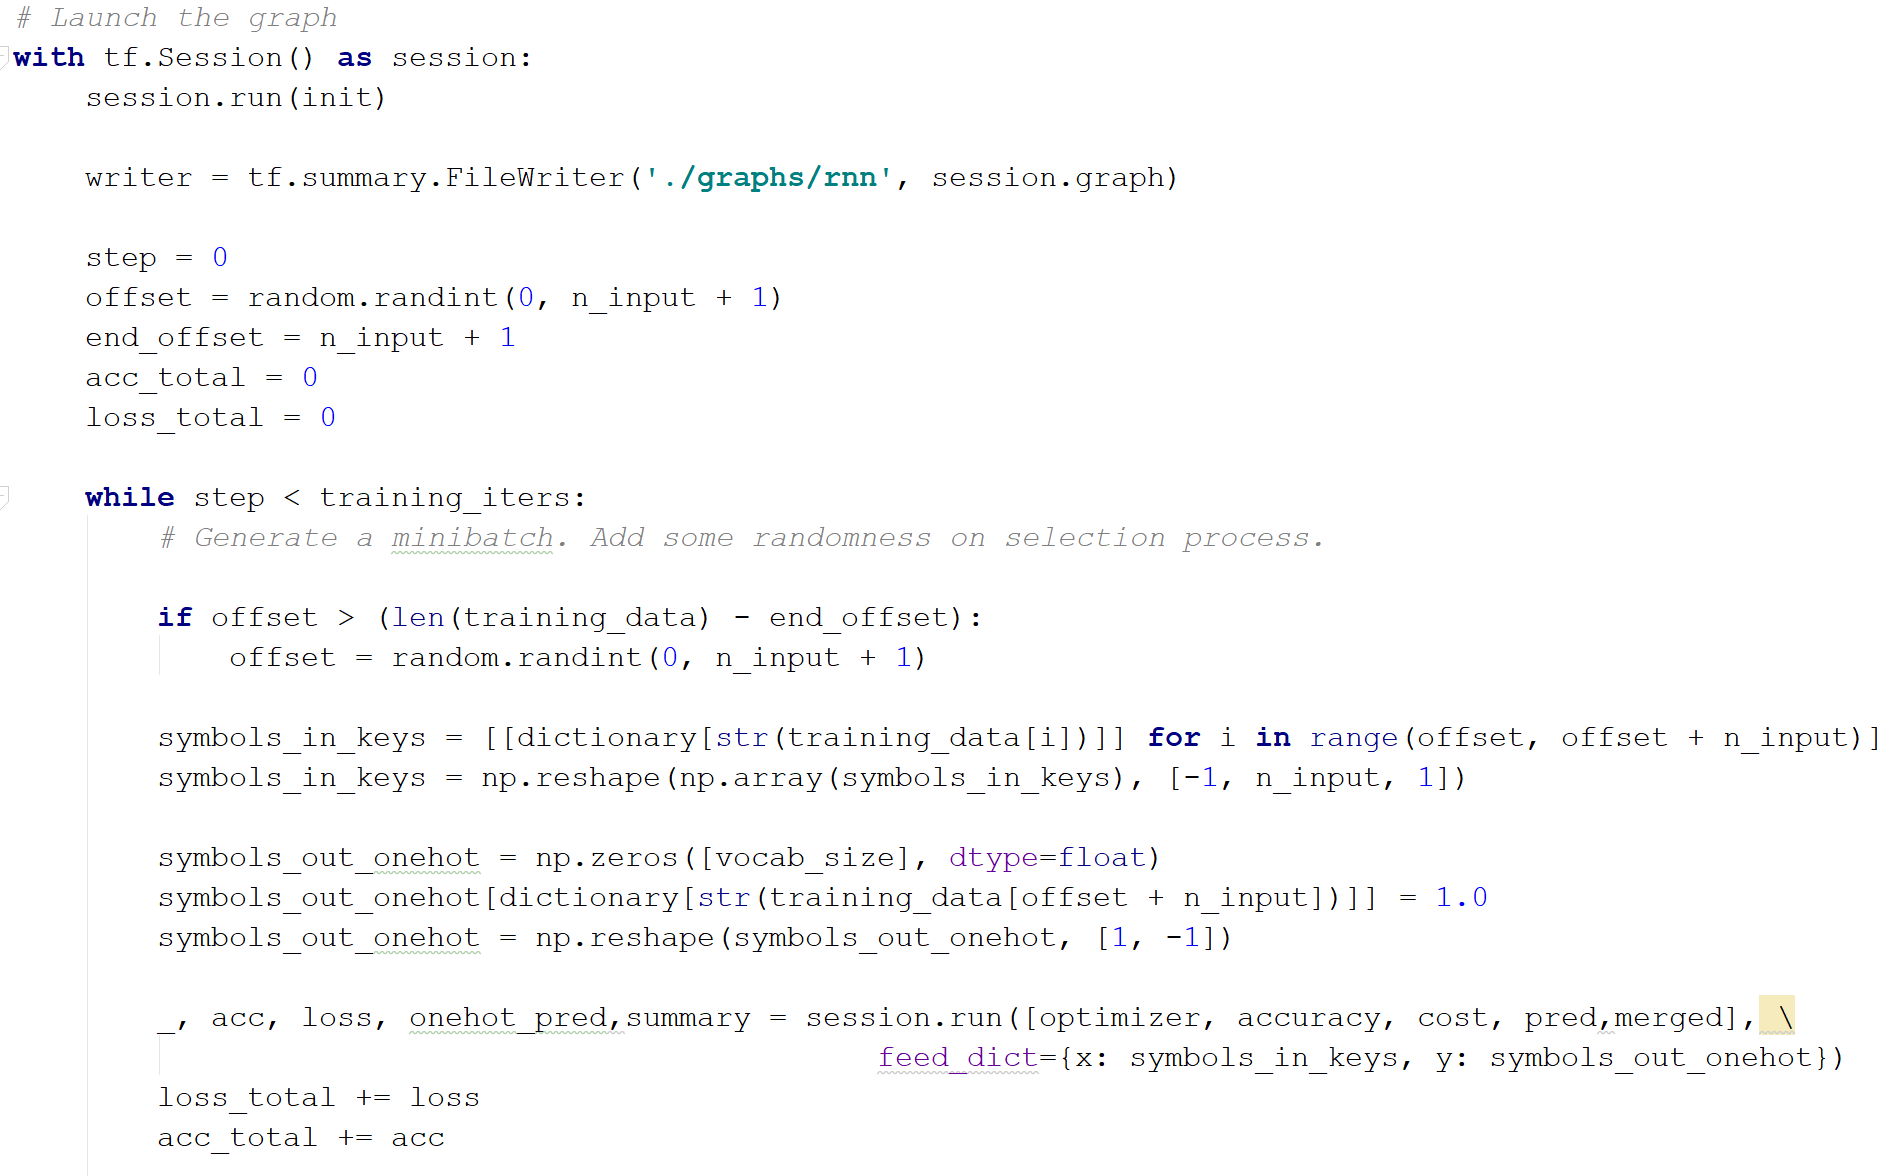 # Launch the graph
with tf.Session() as session:
    session.run(init)
    writer = tf.summary.FileWriter('./graphs/rnn', session.graph)
    step = 0
    offset = random.randint(0, n_input + 1)
    end_offset = n_input + 1
    acc_total = 0
    loss_total = 0
    while step < training_iters:
        # Generate a minibatch. Add some randomness on selection process.
        if offset > (len(training_data) - end_offset):
            offset = random.randint(0, n_input + 1)
        symbols_in_keys = [[dictionary[str(training_data[i])]] for i in range(offset, offset + n_input)]
        symbols_in_keys = np.reshape(np.array(symbols_in_keys), [-1, n_input, 1])
        symbols_out_onehot = np.zeros([vocab_size], dtype=float)
        symbols_out_onehot[dictionary[str(training_data[offset + n_input])]] = 1.0
        symbols_out_onehot = np.reshape(symbols_out_onehot, [1, -1])
        _, acc, loss, onehot_pred,summary = session.run([optimizer, accuracy, cost, pred,merged], \
                                                feed_dict={x: symbols_in_keys, y: symbols_out_onehot})
        loss_total += loss
        acc_total += acc